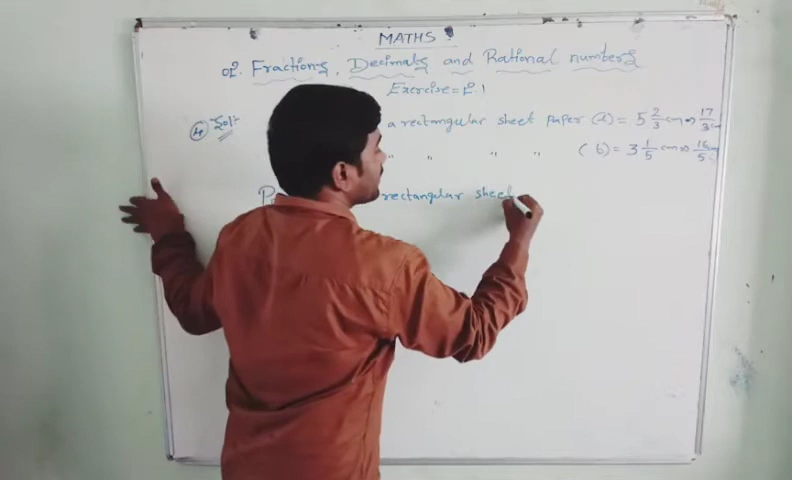 MATHS
02. Fractions, Decimals and Rational numbers
Exercise=2.1
4 Sol:- a rectangular sheet paper (l) = 5 2/3 cm ⇒ 17/3 cm
" " " " (b) = 3 1/5 cm ⇒ 16/5 cm
rectangular sheet